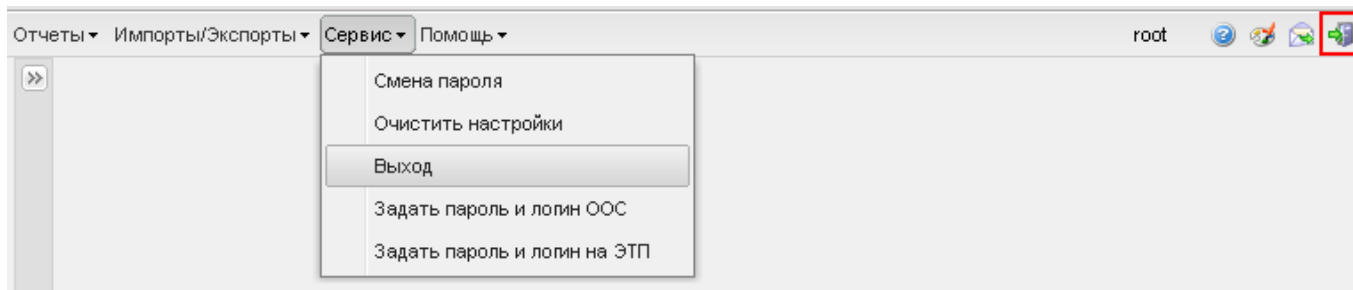 Отчеты Импорты/Экспорты Сервис Помощь root
Смена пароля
Очистить настройки
Выход
Задать пароль и логин ООС
Задать пароль и логин на ЭТП